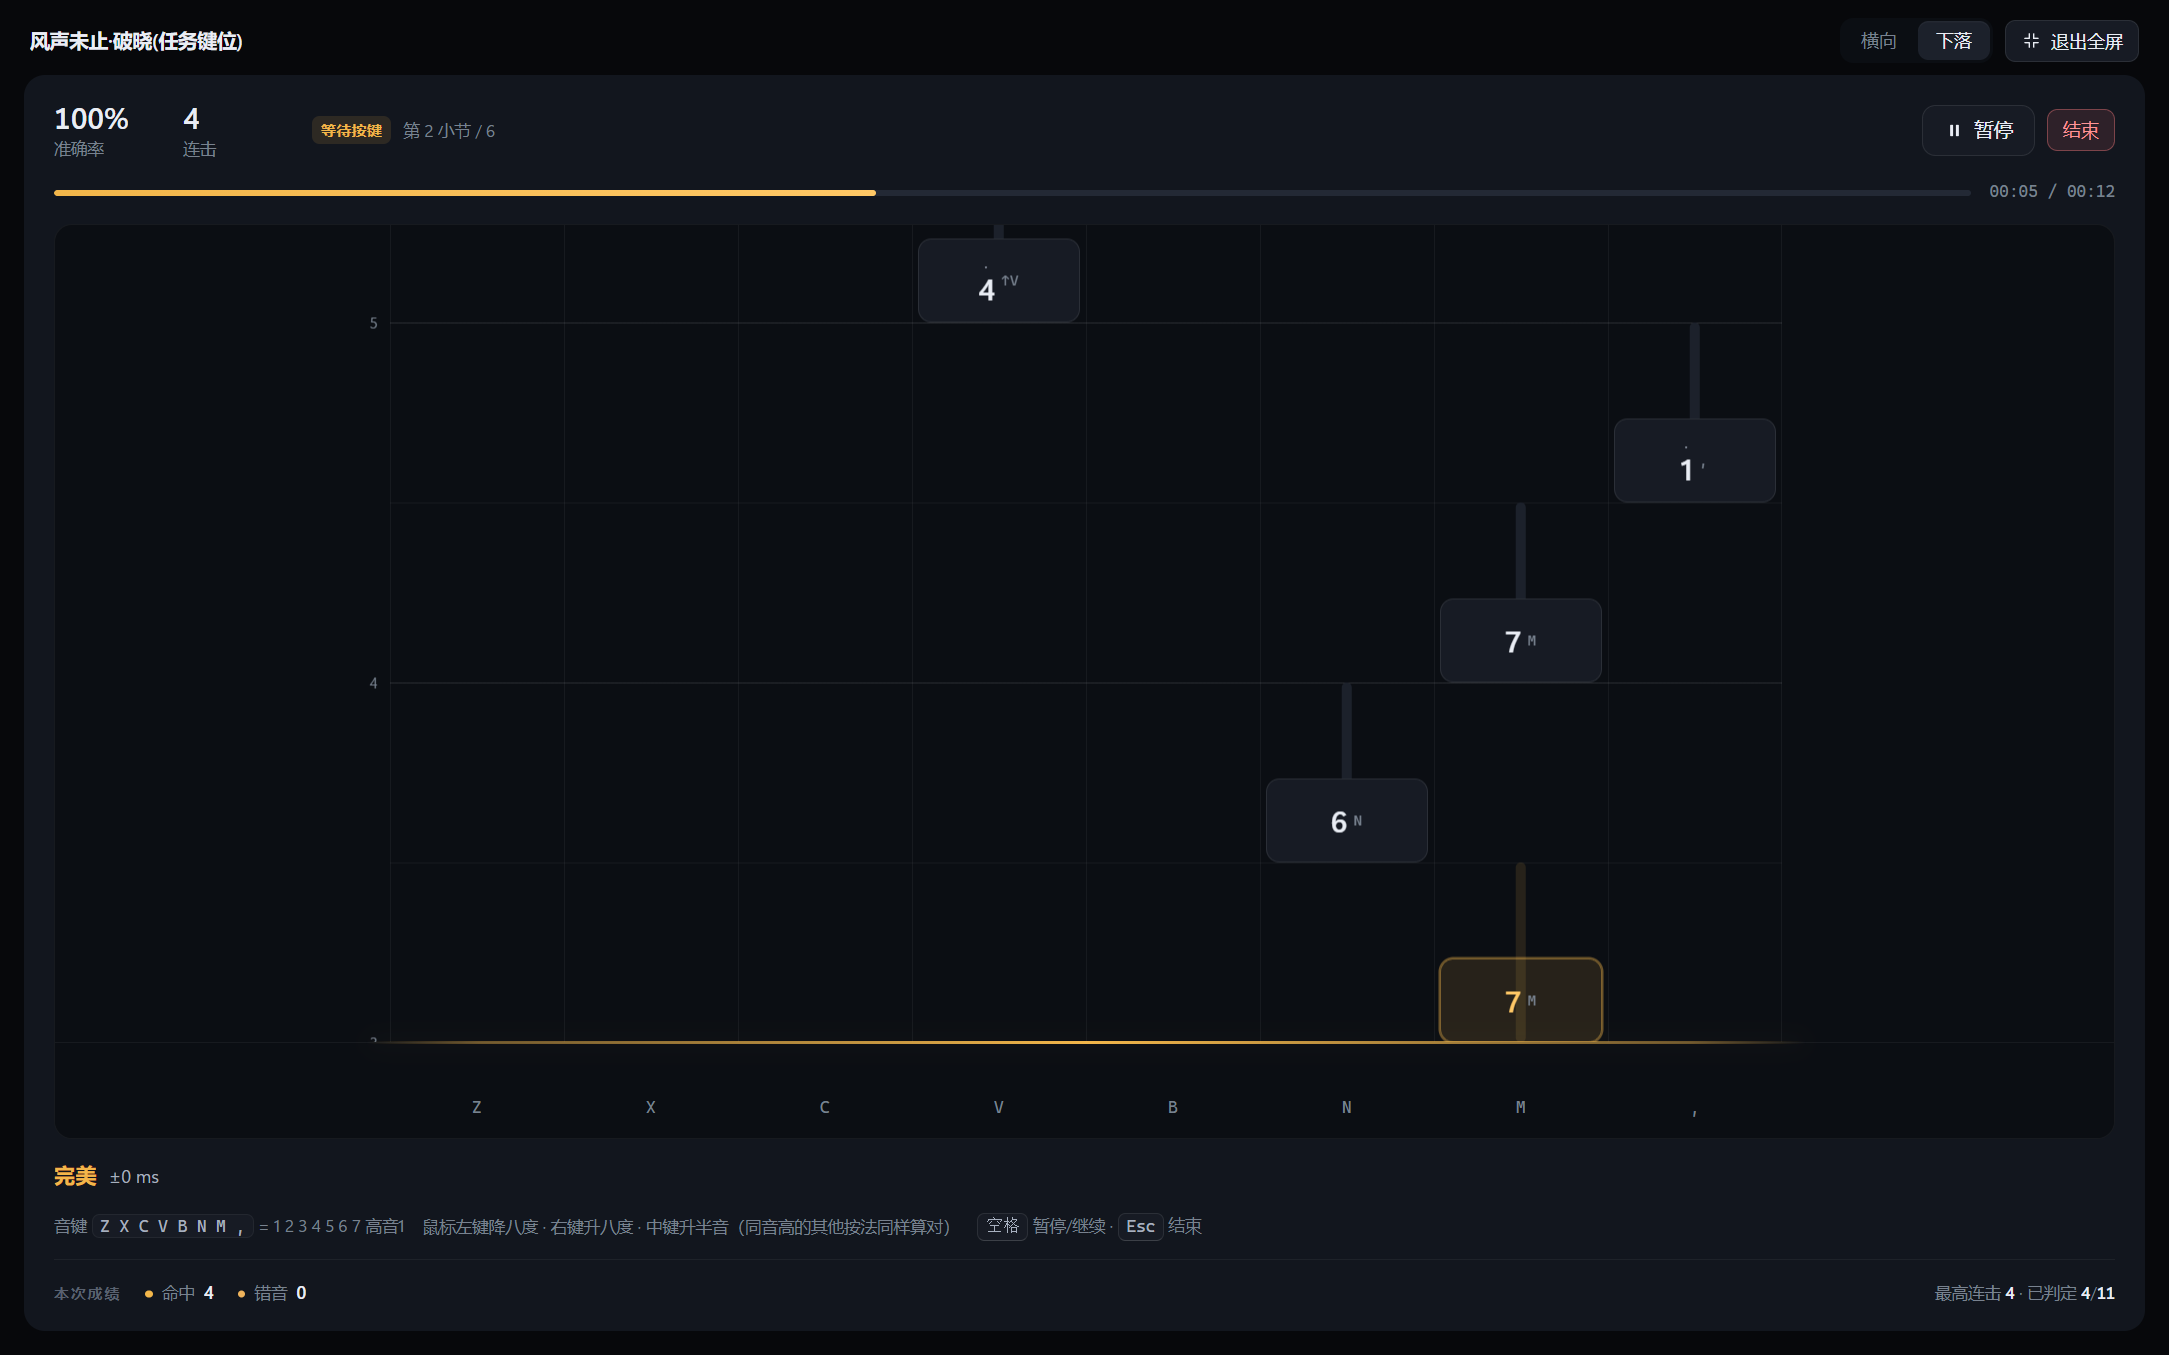 风声未止·破晓(任务键位)
横向 下落 退出全屏
100% 4 等待按键 第 2 小节 / 6 暂停 结束
准确率 连击
00:05 / 00:12
4 ↑V
5
1 ,
7 M
4
6 N
7 M
Z X C V B N M ,
完美 ±0 ms
音键 Z X C V B N M , = 1 2 3 4 5 6 7 高音1 鼠标左键降八度 · 右键升八度 · 中键升半音（同音高的其他按法同样算对） 空格 暂停/继续 · Esc 结束
本次成绩 命中 4 错音 0 最高连击 4 · 已判定 4/11